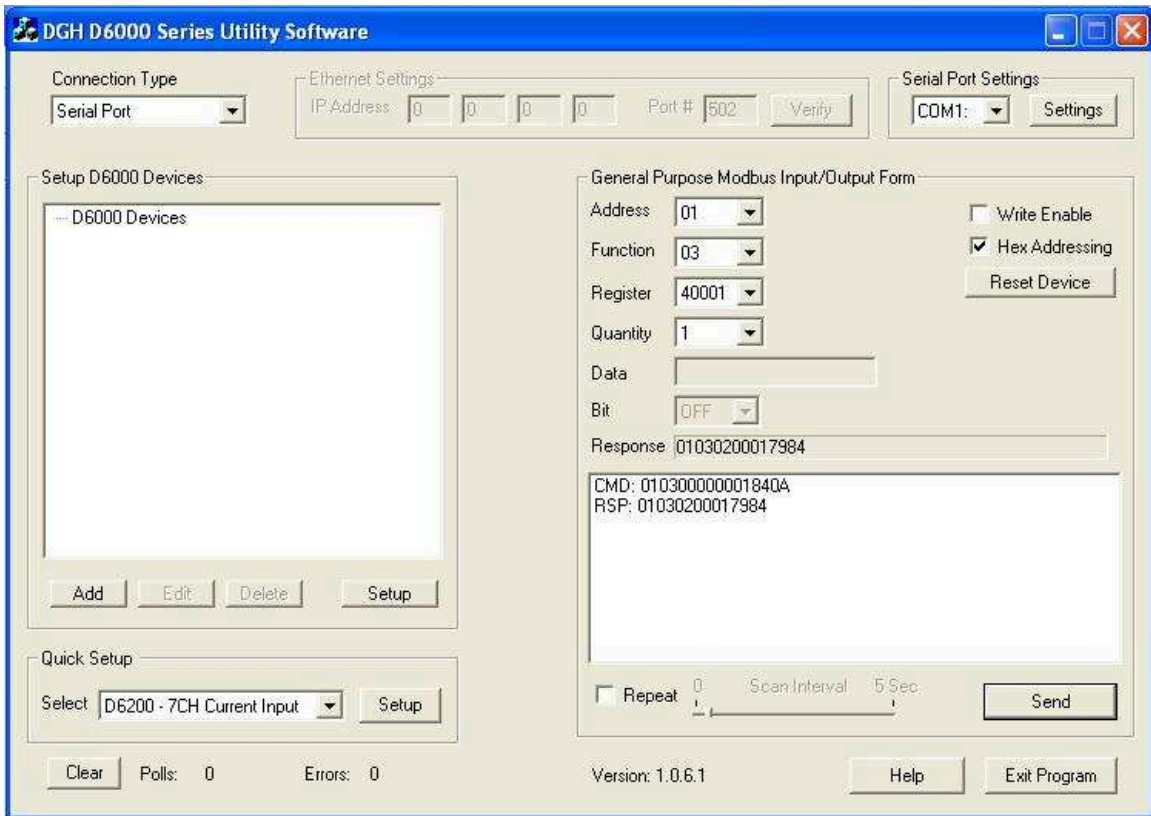 DGH D6000 Series Utility Software
Connection Type
Serial Port
Ethernet Settings
IP Address 0 0 0 0 Port # 502 Verify
Serial Port Settings
COM1: Settings
Setup D6000 Devices
D6000 Devices
Add Edit Delete Setup
Quick Setup
Select D6200 - 7CH Current Input Setup
Clear Polls: 0 Errors: 0
General Purpose Modbus Input/Output Form
Address 01
Write Enable
Function 03
Hex Addressing
Reset Device
Register 40001
Quantity 1
Data
Bit OFF
Response 01030200017984
CMD: 010300000001840A
RSP: 01030200017984
Repeat 0 Scan Interval 5 Sec
Send
Version: 1.0.6.1 Help Exit Program